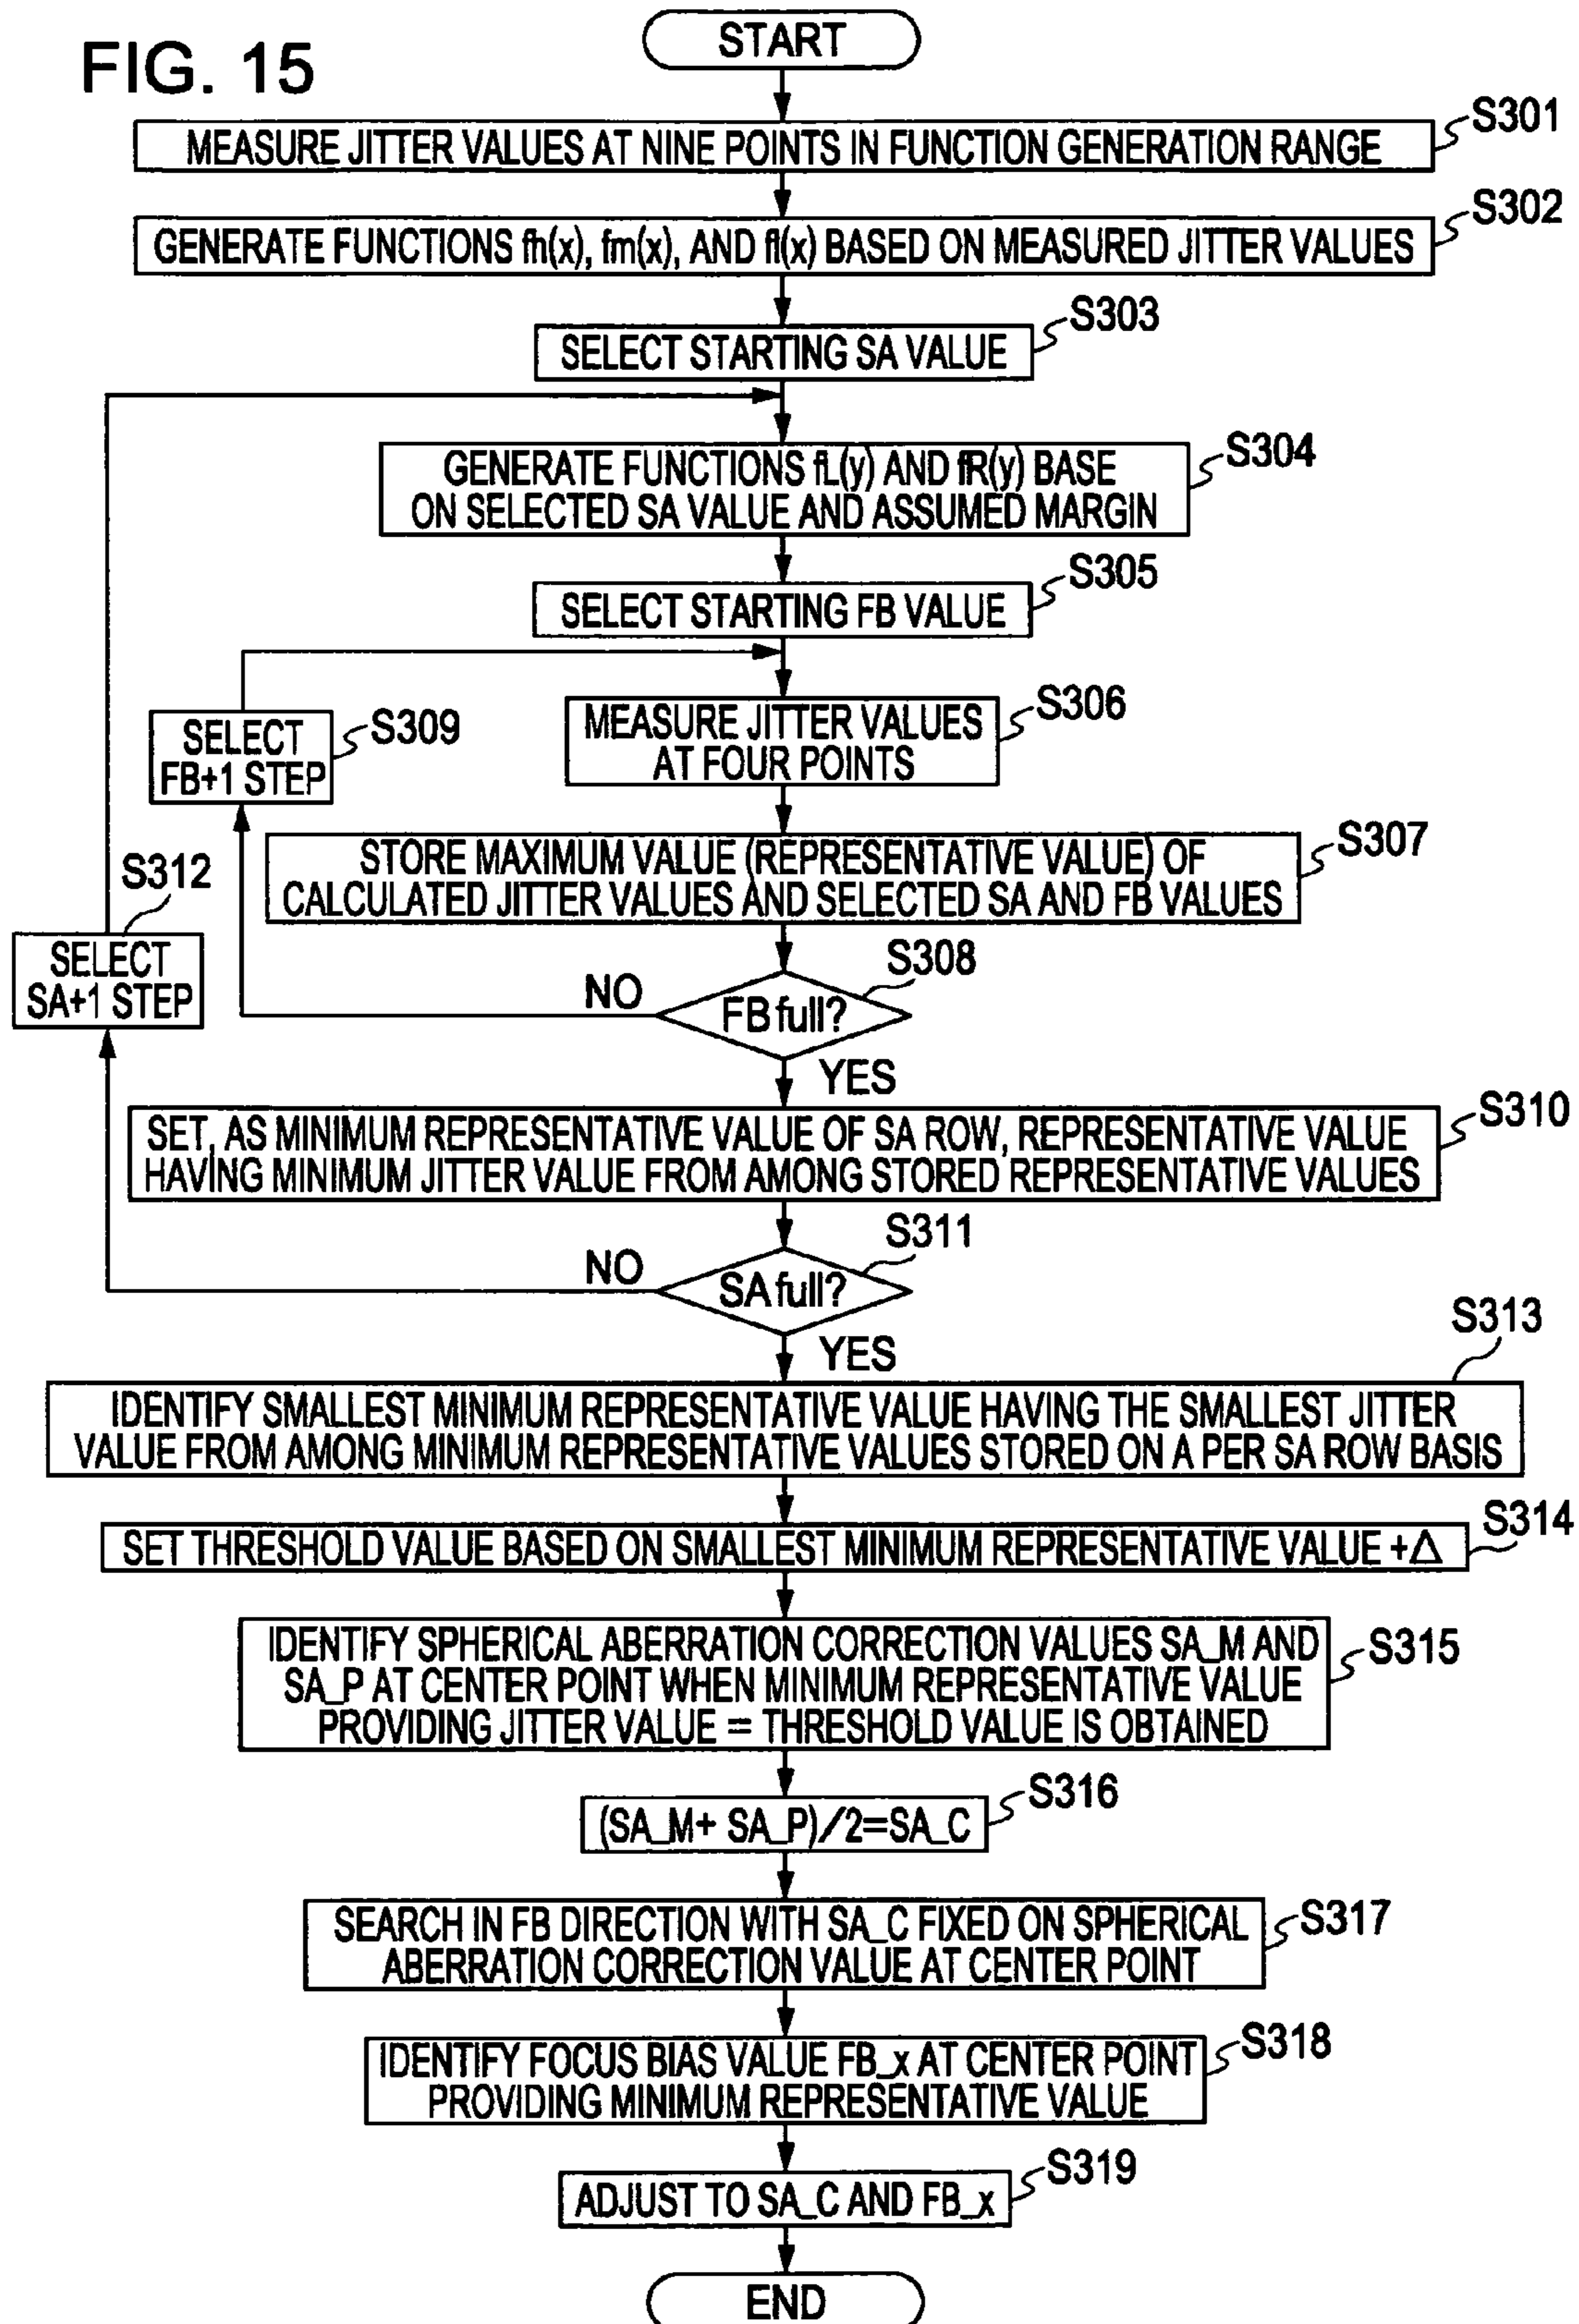 FIG. 15
START
S301
MEASURE JITTER VALUES AT NINE POINTS IN FUNCTION GENERATION RANGE
S302
GENERATE FUNCTIONS fh(x), fm(x), AND fl(x) BASED ON MEASURED JITTER VALUES
S303
SELECT STARTING SA VALUE
S304
GENERATE FUNCTIONS fL(y) AND fR(y) BASE
ON SELECTED SA VALUE AND ASSUMED MARGIN
S305
SELECT STARTING FB VALUE
S306
MEASURE JITTER VALUES
AT FOUR POINTS
S309
SELECT
FB+1 STEP
S307
STORE MAXIMUM VALUE (REPRESENTATIVE VALUE) OF
CALCULATED JITTER VALUES AND SELECTED SA AND FB VALUES
S312
SELECT
SA+1 STEP
S308
FB full?
NO
YES
S310
SET, AS MINIMUM REPRESENTATIVE VALUE OF SA ROW, REPRESENTATIVE VALUE
HAVING MINIMUM JITTER VALUE FROM AMONG STORED REPRESENTATIVE VALUES
S311
SA full?
NO
YES
S313
IDENTIFY SMALLEST MINIMUM REPRESENTATIVE VALUE HAVING THE SMALLEST JITTER
VALUE FROM AMONG MINIMUM REPRESENTATIVE VALUES STORED ON A PER SA ROW BASIS
S314
SET THRESHOLD VALUE BASED ON SMALLEST MINIMUM REPRESENTATIVE VALUE +Δ
S315
IDENTIFY SPHERICAL ABERRATION CORRECTION VALUES SA_M AND
SA_P AT CENTER POINT WHEN MINIMUM REPRESENTATIVE VALUE
PROVIDING JITTER VALUE = THRESHOLD VALUE IS OBTAINED
S316
(SA_M+ SA_P)/2=SA_C
S317
SEARCH IN FB DIRECTION WITH SA_C FIXED ON SPHERICAL
ABERRATION CORRECTION VALUE AT CENTER POINT
S318
IDENTIFY FOCUS BIAS VALUE FB_x AT CENTER POINT
PROVIDING MINIMUM REPRESENTATIVE VALUE
S319
ADJUST TO SA_C AND FB_x
END